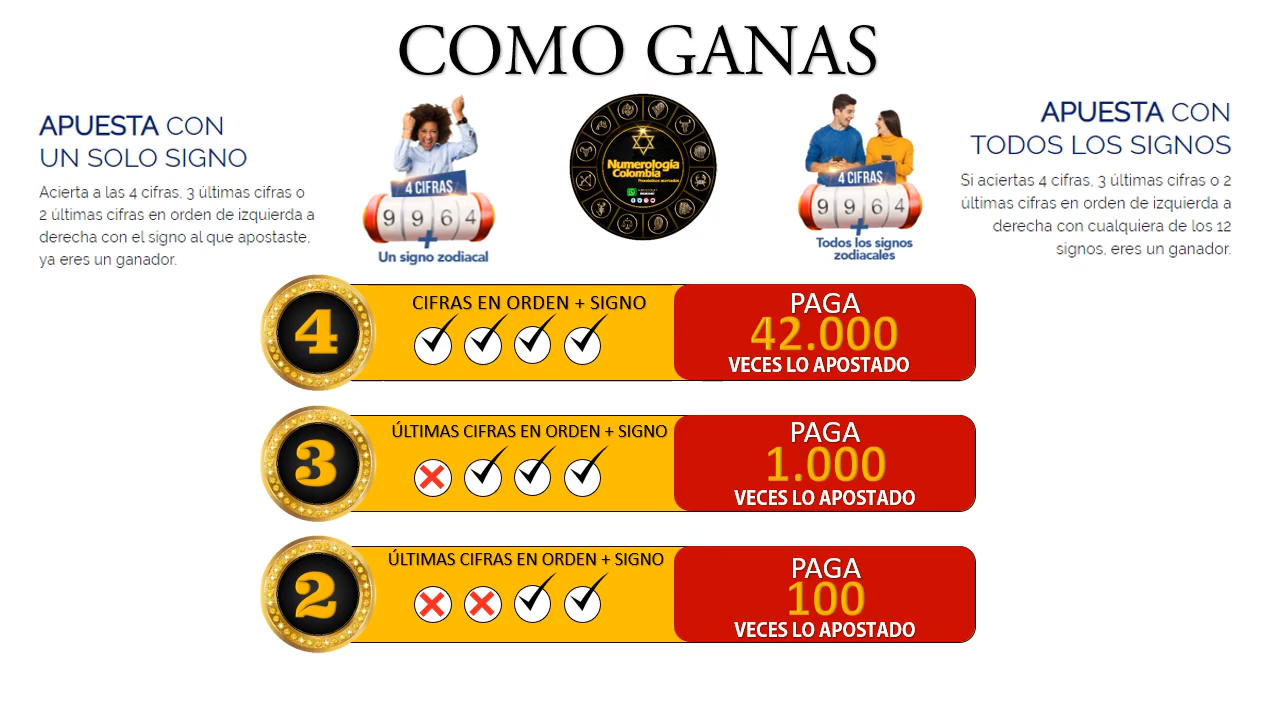 COMO GANAS
APUESTA CON
UN SOLO SIGNO
Acierta a las 4 cifras, 3 últimas cifras o
2 últimas cifras en orden de izquierda a
derecha con el signo al que apostaste,
ya eres un ganador.
4 CIFRAS
9 9 6 4
+
Un signo zodiacal
Numerología
Colombia
4 CIFRAS
9 9 6 4
+
Todos los signos
zodiacales
APUESTA CON
TODOS LOS SIGNOS
Si aciertas 4 cifras, 3 últimas cifras o 2
últimas cifras en orden de izquierda a
derecha con cualquiera de los 12
signos, eres un ganador.
4
CIFRAS EN ORDEN + SIGNO
PAGA
42.000
VECES LO APOSTADO
3
ÚLTIMAS CIFRAS EN ORDEN + SIGNO
PAGA
1.000
VECES LO APOSTADO
2
ÚLTIMAS CIFRAS EN ORDEN + SIGNO
PAGA
100
VECES LO APOSTADO